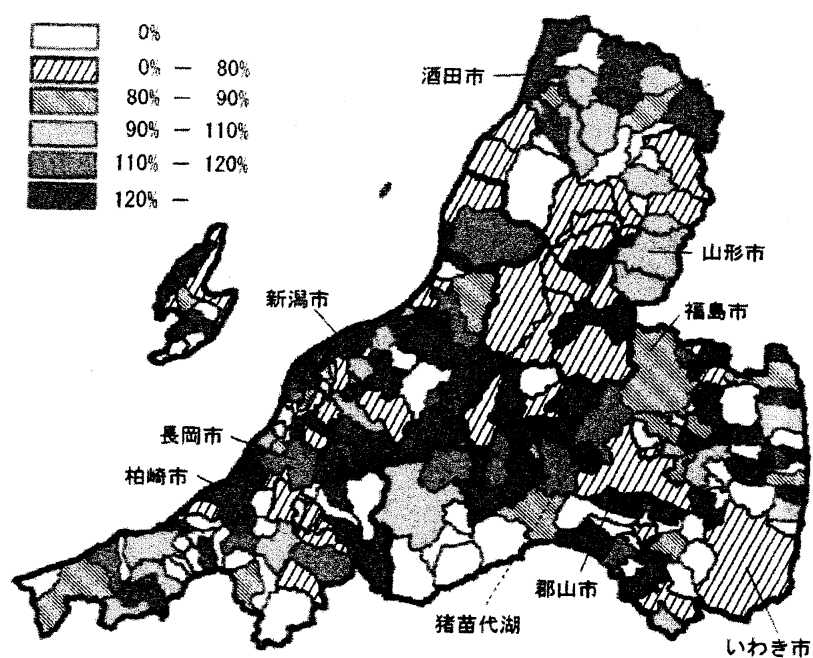 0%
0% — 80%
80% — 90%
90% — 110%
110% — 120%
120% —
酒田市
山形市
新潟市
福島市
長岡市
柏崎市
郡山市
猪苗代湖
いわき市